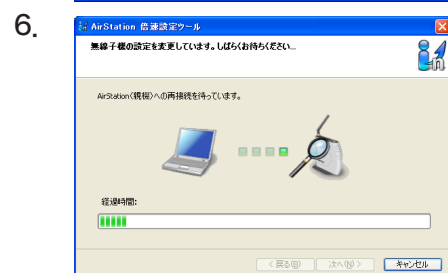 6.
AirStation 倍速設定ツール
無線子機の設定を変更しています。しばらくお待ちください...
AirStation(親機)への再接続を待っています。
経過時間:
< 戻る(B)
次へ(N) >
キャンセル